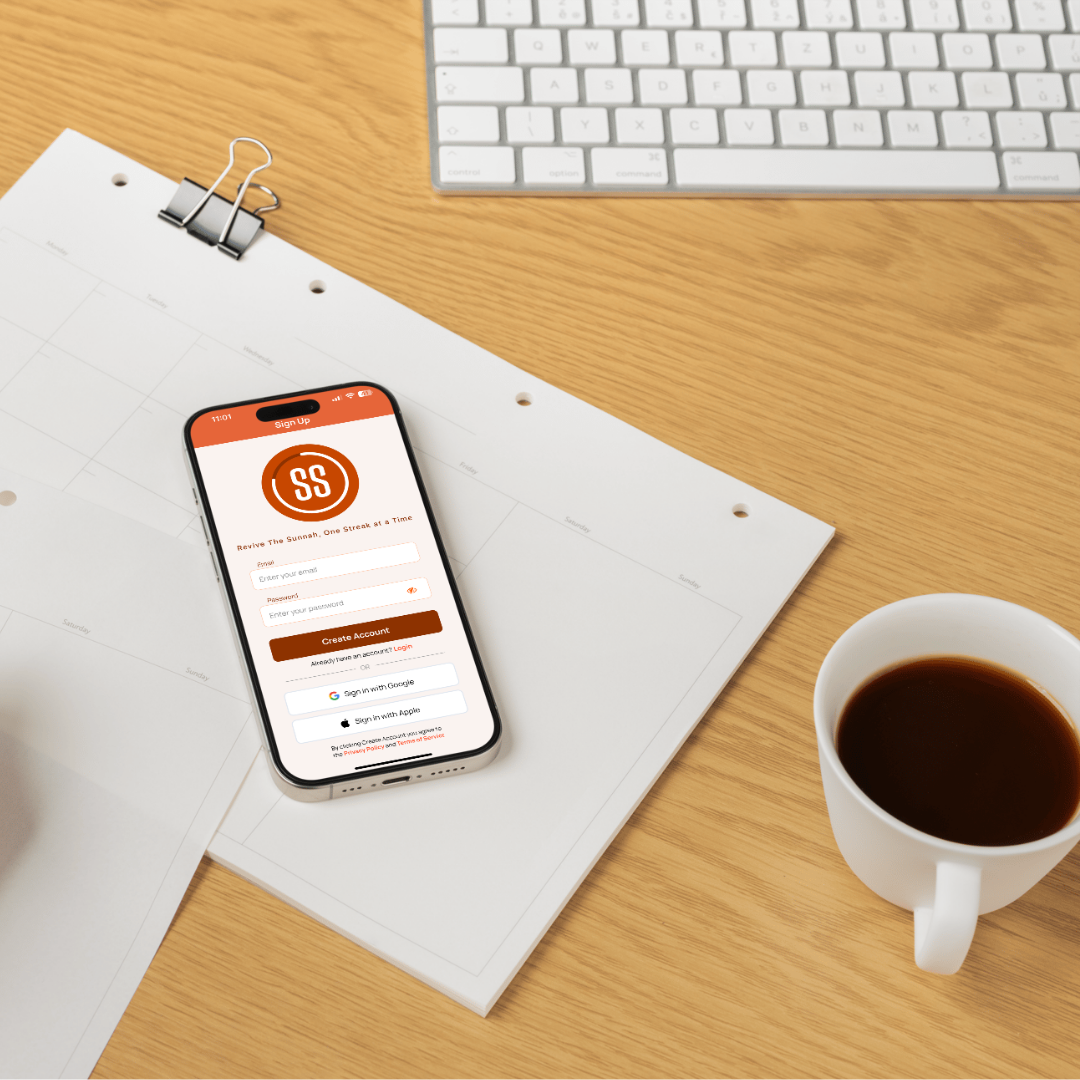 Q W E R T Z U I O P
A S D F G H J K L
Y X C V B N M
control option command command
Monday
Tuesday
Wednesday
Friday
Saturday
Sunday
Saturday
Sunday
11:01
Sign Up
SS
Revive The Sunnah, One Streak at a Time
Email
Enter your email
Password
Enter your password
Create Account
Already have an account? Login
OR
Sign in with Google
Sign in with Apple
By clicking Create Account you agree to
the Privacy Policy and Terms of Service